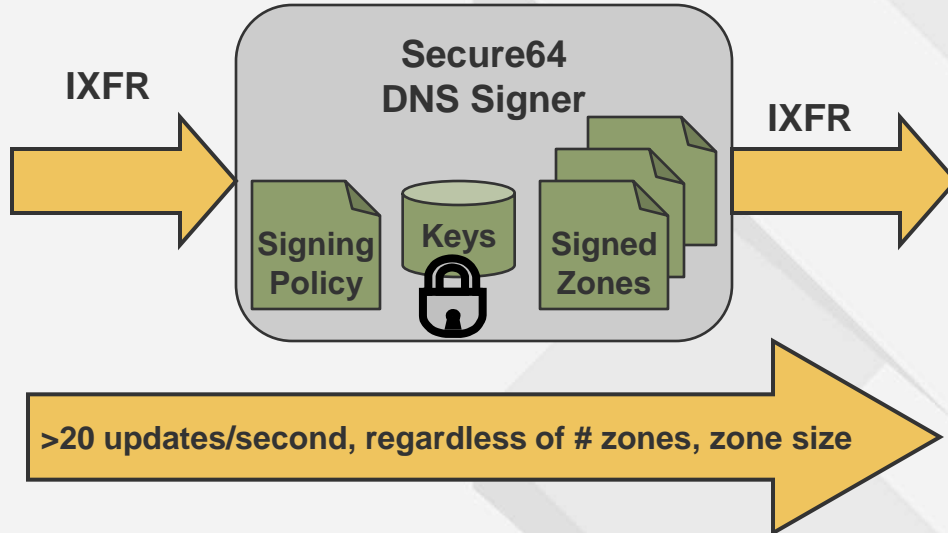 Secure64
DNS Signer
IXFR
IXFR
Signing
Policy
Keys
Signed
Zones
>20 updates/second, regardless of # zones, zone size